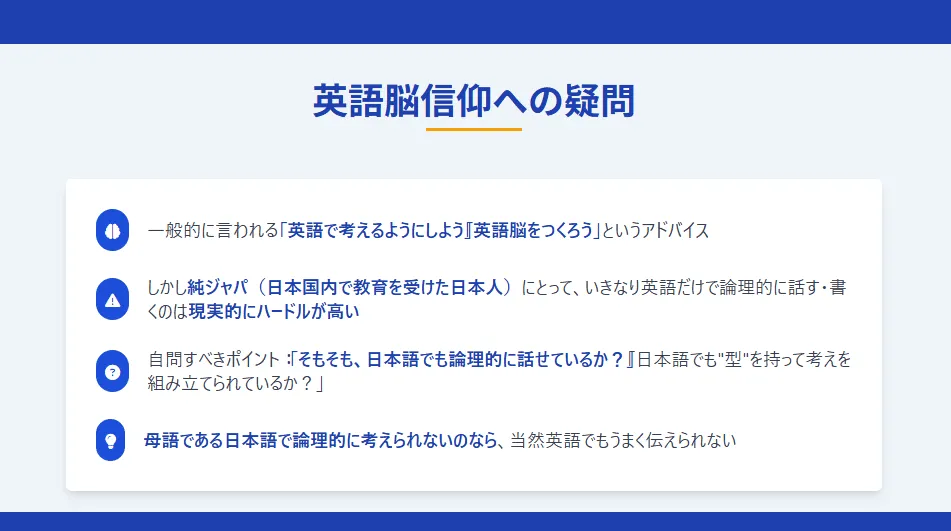 英語脳信仰への疑問
一般的に言われる「英語で考えるようにしよう」「英語脳をつくろう」というアドバイス
しかし純ジャパ（日本国内で教育を受けた日本人）にとって、いきなり英語だけで論理的に話す・書
くのは現実的にハードルが高い
自問すべきポイント：「そもそも、日本語でも論理的に話せているか？」「日本語でも"型"を持って考えを
組み立てられているか？」
母語である日本語で論理的に考えられないのなら、当然英語でもうまく伝えられない